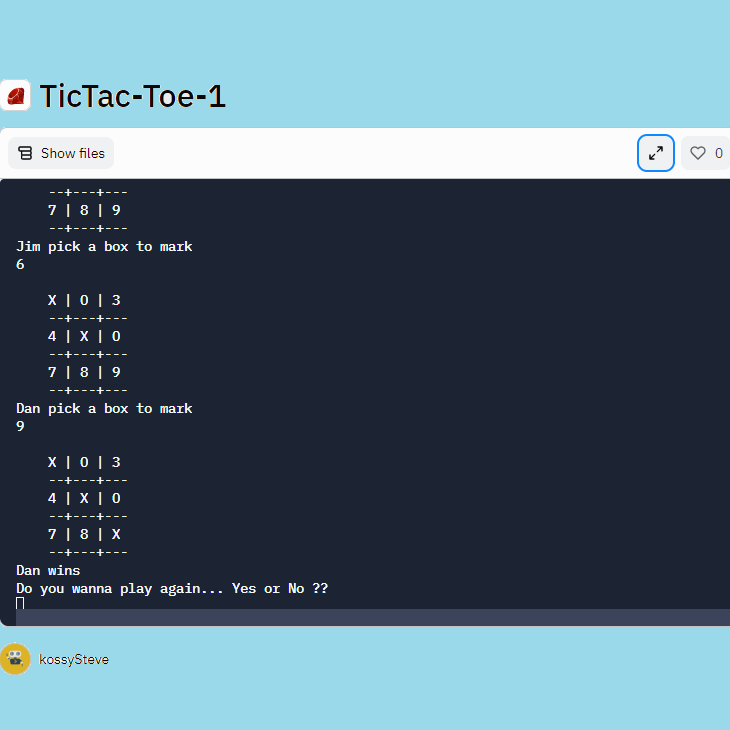 TicTac-Toe-1
Show files
0
--+---+---
7 | 8 | 9
--+---+---
Jim pick a box to mark
6
X | O | 3
--+---+---
4 | X | O
--+---+---
7 | 8 | 9
--+---+---
Dan pick a box to mark
9
X | O | 3
--+---+---
4 | X | O
--+---+---
7 | 8 | X
--+---+---
Dan wins
Do you wanna play again... Yes or No ??
kossySteve